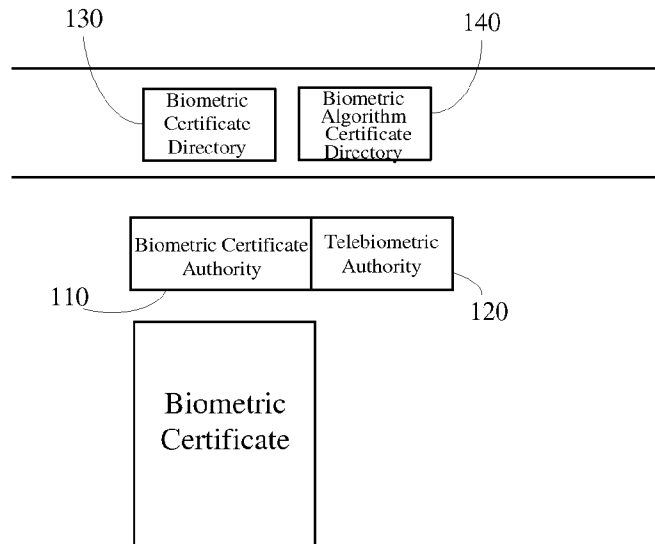 130
140
Biometric
Certificate
Directory
Biometric
Algorithm
Certificate
Directory
Biometric Certificate
Authority
Telebiometric
Authority
110
120
Biometric
Certificate